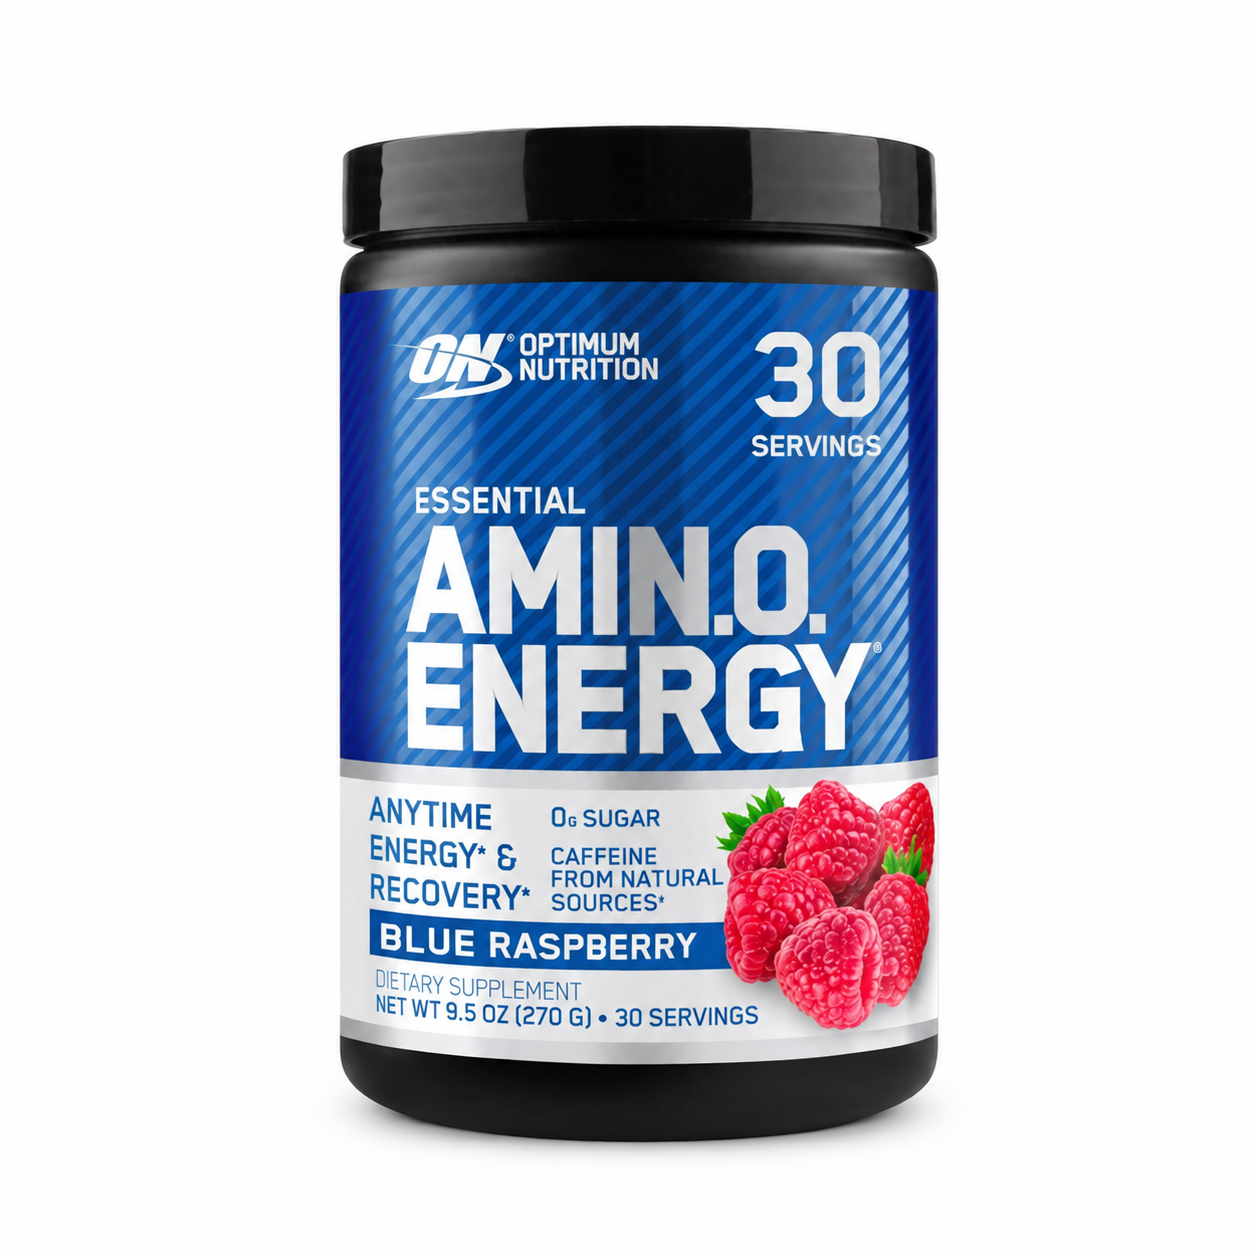 ON® OPTIMUM
NUTRITION
30
SERVINGS
ESSENTIAL
AMIN.O.
ENERGY®
ANYTIME
ENERGY* &
RECOVERY*
0G SUGAR
CAFFEINE
FROM NATURAL
SOURCES*
BLUE RASPBERRY
DIETARY SUPPLEMENT
NET WT 9.5 OZ (270 G) • 30 SERVINGS